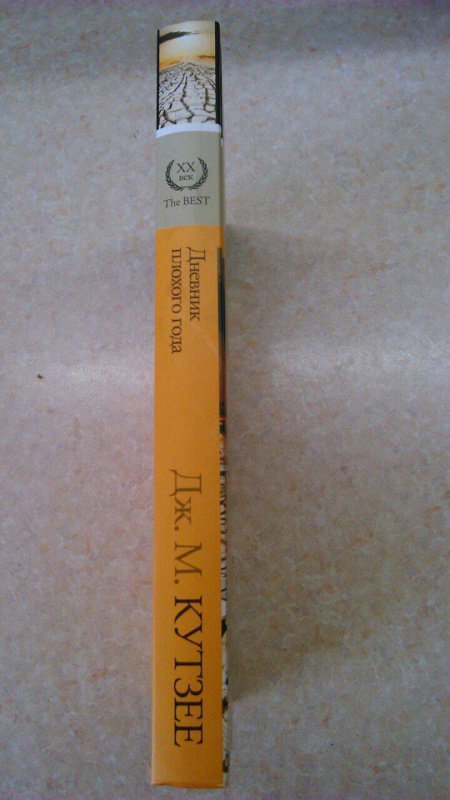 XX
век
The BEST
Дневник
плохого года
Дж. М. КУТЗЕЕ